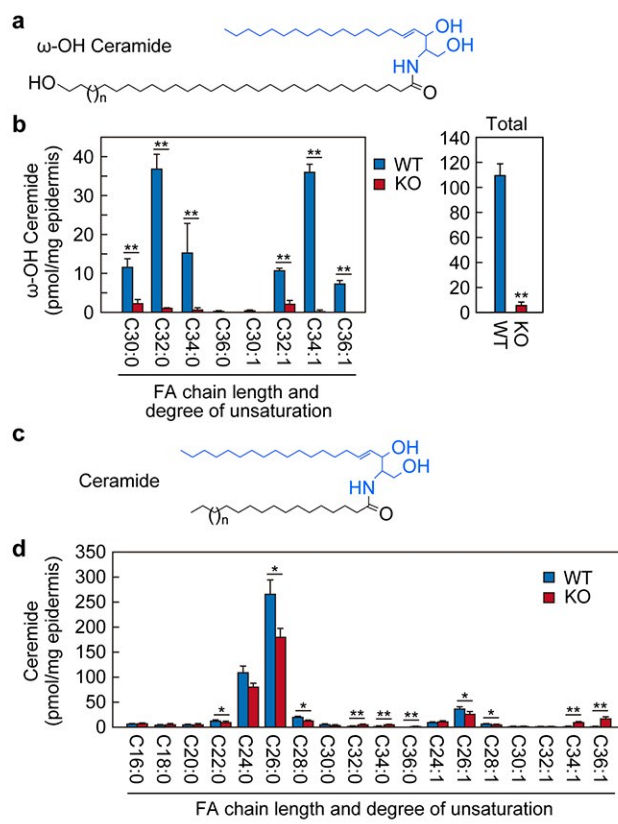 a
ω-OH Ceramide
OH
OH
HN
HO
( )n
O
b
ω-OH Ceramide
(pmol/mg epidermis)
40
30
20
10
0
**
**
**
**
**
**
WT
KO
C30:0
C32:0
C34:0
C36:0
C30:1
C32:1
C34:1
C36:1
FA chain length and
degree of unsaturation
Total
140
120
100
80
60
40
20
0
**
WT
KO
c
Ceramide
OH
OH
HN
( )n
O
d
Ceremide
(pmol/mg epidermis)
350
300
250
200
150
100
50
0
*
*
*
**
**
**
*
*
**
**
WT
KO
C16:0
C18:0
C20:0
C22:0
C24:0
C26:0
C28:0
C30:0
C32:0
C34:0
C36:0
C24:1
C26:1
C28:1
C30:1
C32:1
C34:1
C36:1
FA chain length and degree of unsaturation